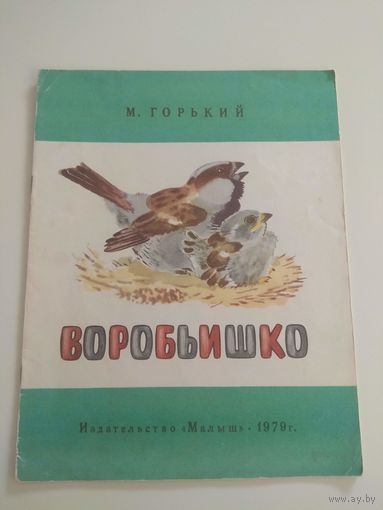 М. ГОРЬКИЙ
ВОРОБЬИШКО
Издательство «Малыш» · 1979г.
www.ay.by